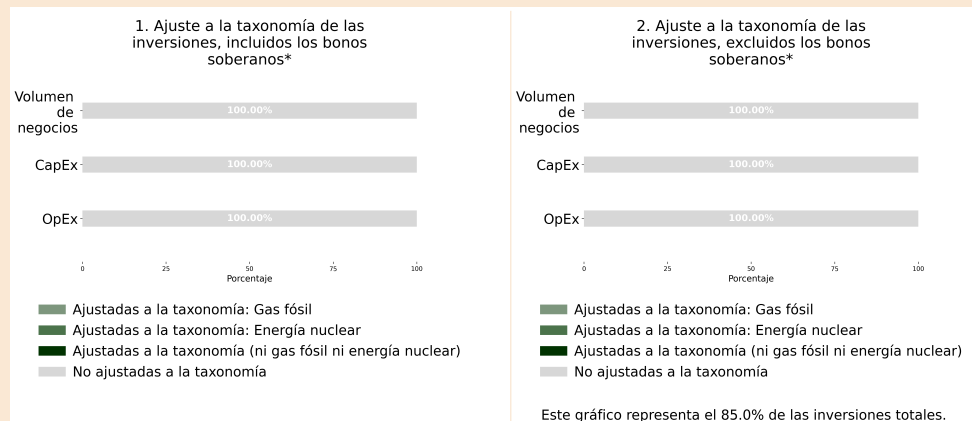 1. Ajuste a la taxonomía de las
inversiones, incluidos los bonos
soberanos*
Volumen
de
negocios
100.00%
CapEx
100.00%
OpEx
100.00%
0 25 50 75 100
Porcentaje
Ajustadas a la taxonomía: Gas fósil
Ajustadas a la taxonomía: Energía nuclear
Ajustadas a la taxonomía (ni gas fósil ni energía nuclear)
No ajustadas a la taxonomía
2. Ajuste a la taxonomía de las
inversiones, excluidos los bonos
soberanos*
Volumen
de
negocios
100.00%
CapEx
100.00%
OpEx
100.00%
0 25 50 75 100
Porcentaje
Ajustadas a la taxonomía: Gas fósil
Ajustadas a la taxonomía: Energía nuclear
Ajustadas a la taxonomía (ni gas fósil ni energía nuclear)
No ajustadas a la taxonomía
Este gráfico representa el 85.0% de las inversiones totales.